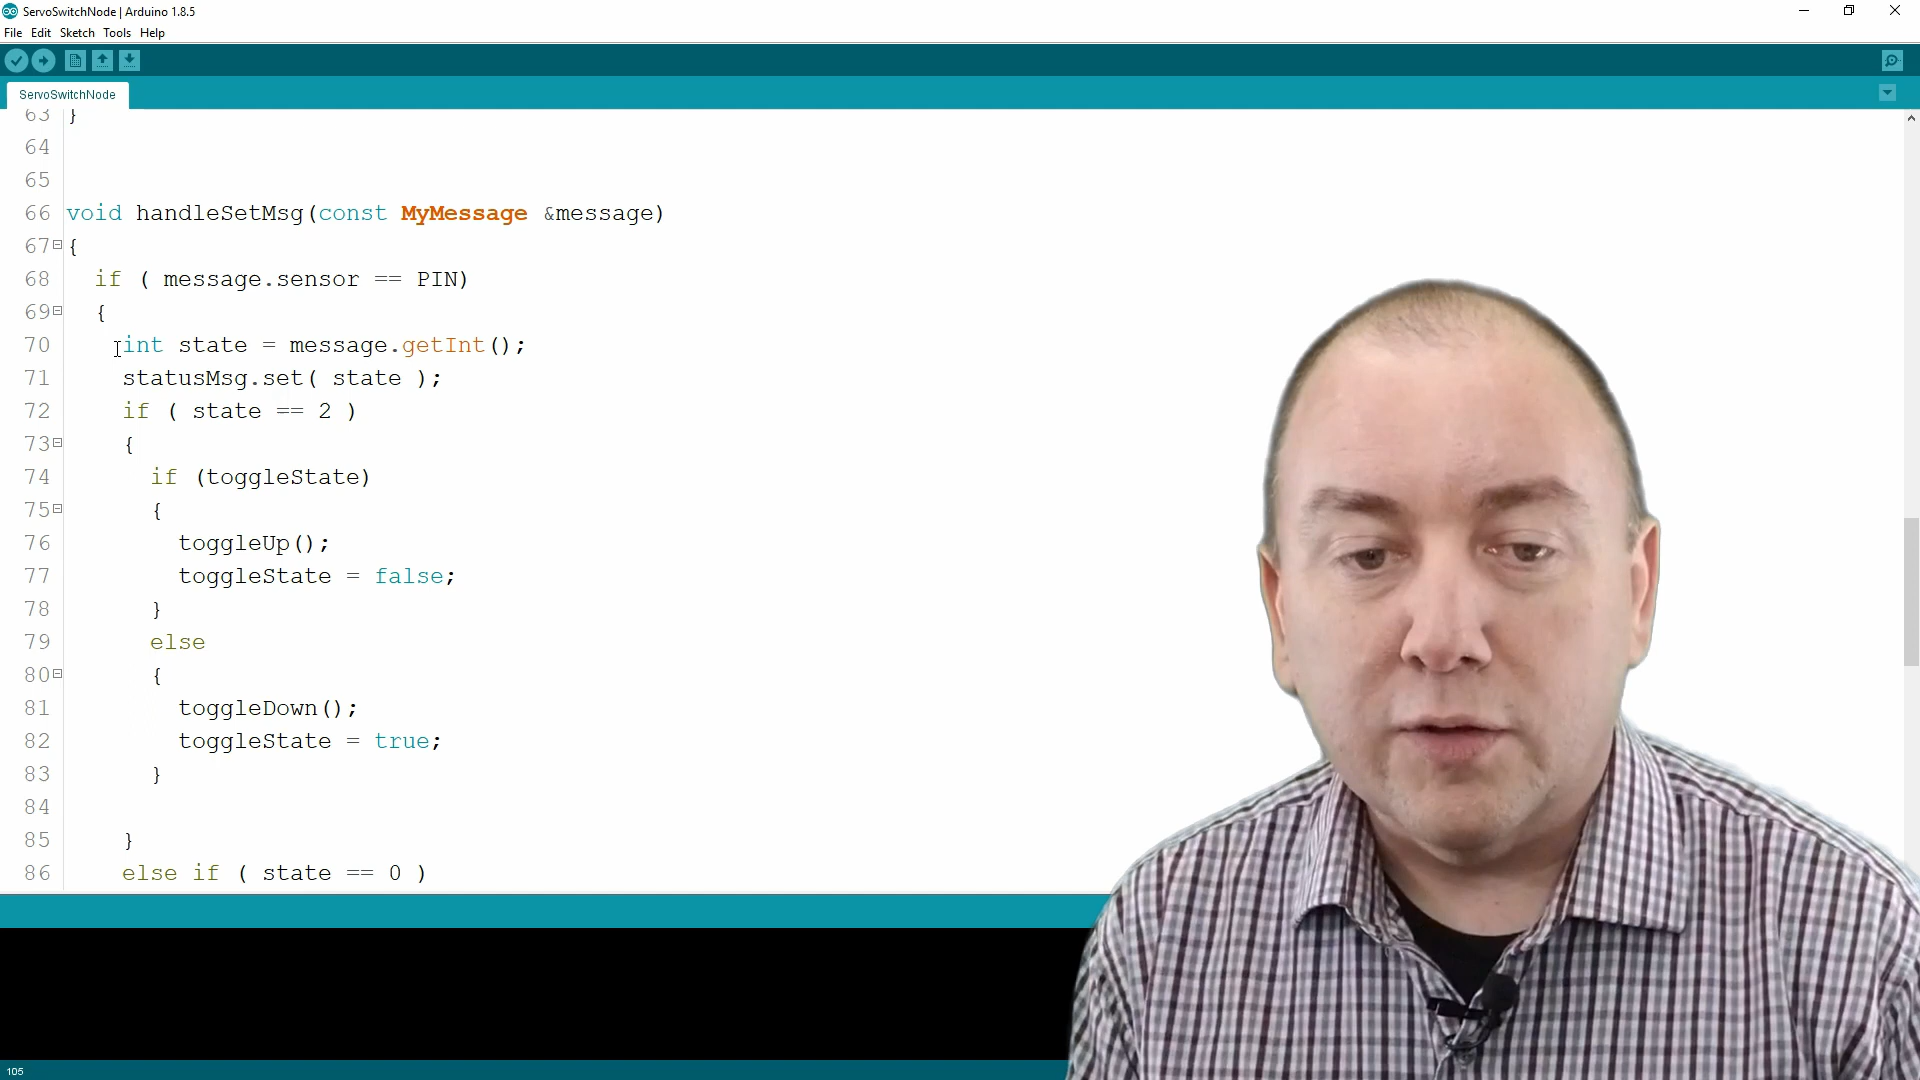 ServoSwitchNode | Arduino 1.8.5
File Edit Sketch Tools Help
ServoSwitchNode
63 }
64
65
66 void handleSetMsg(const MyMessage &message)
67 {
68 if ( message.sensor == PIN)
69 {
70 int state = message.getInt();
71 statusMsg.set( state );
72 if ( state == 2 )
73 {
74 if (toggleState)
75 {
76 toggleUp();
77 toggleState = false;
78 }
79 else
80 {
81 toggleDown();
82 toggleState = true;
83 }
84
85 }
86 else if ( state == 0 )
105